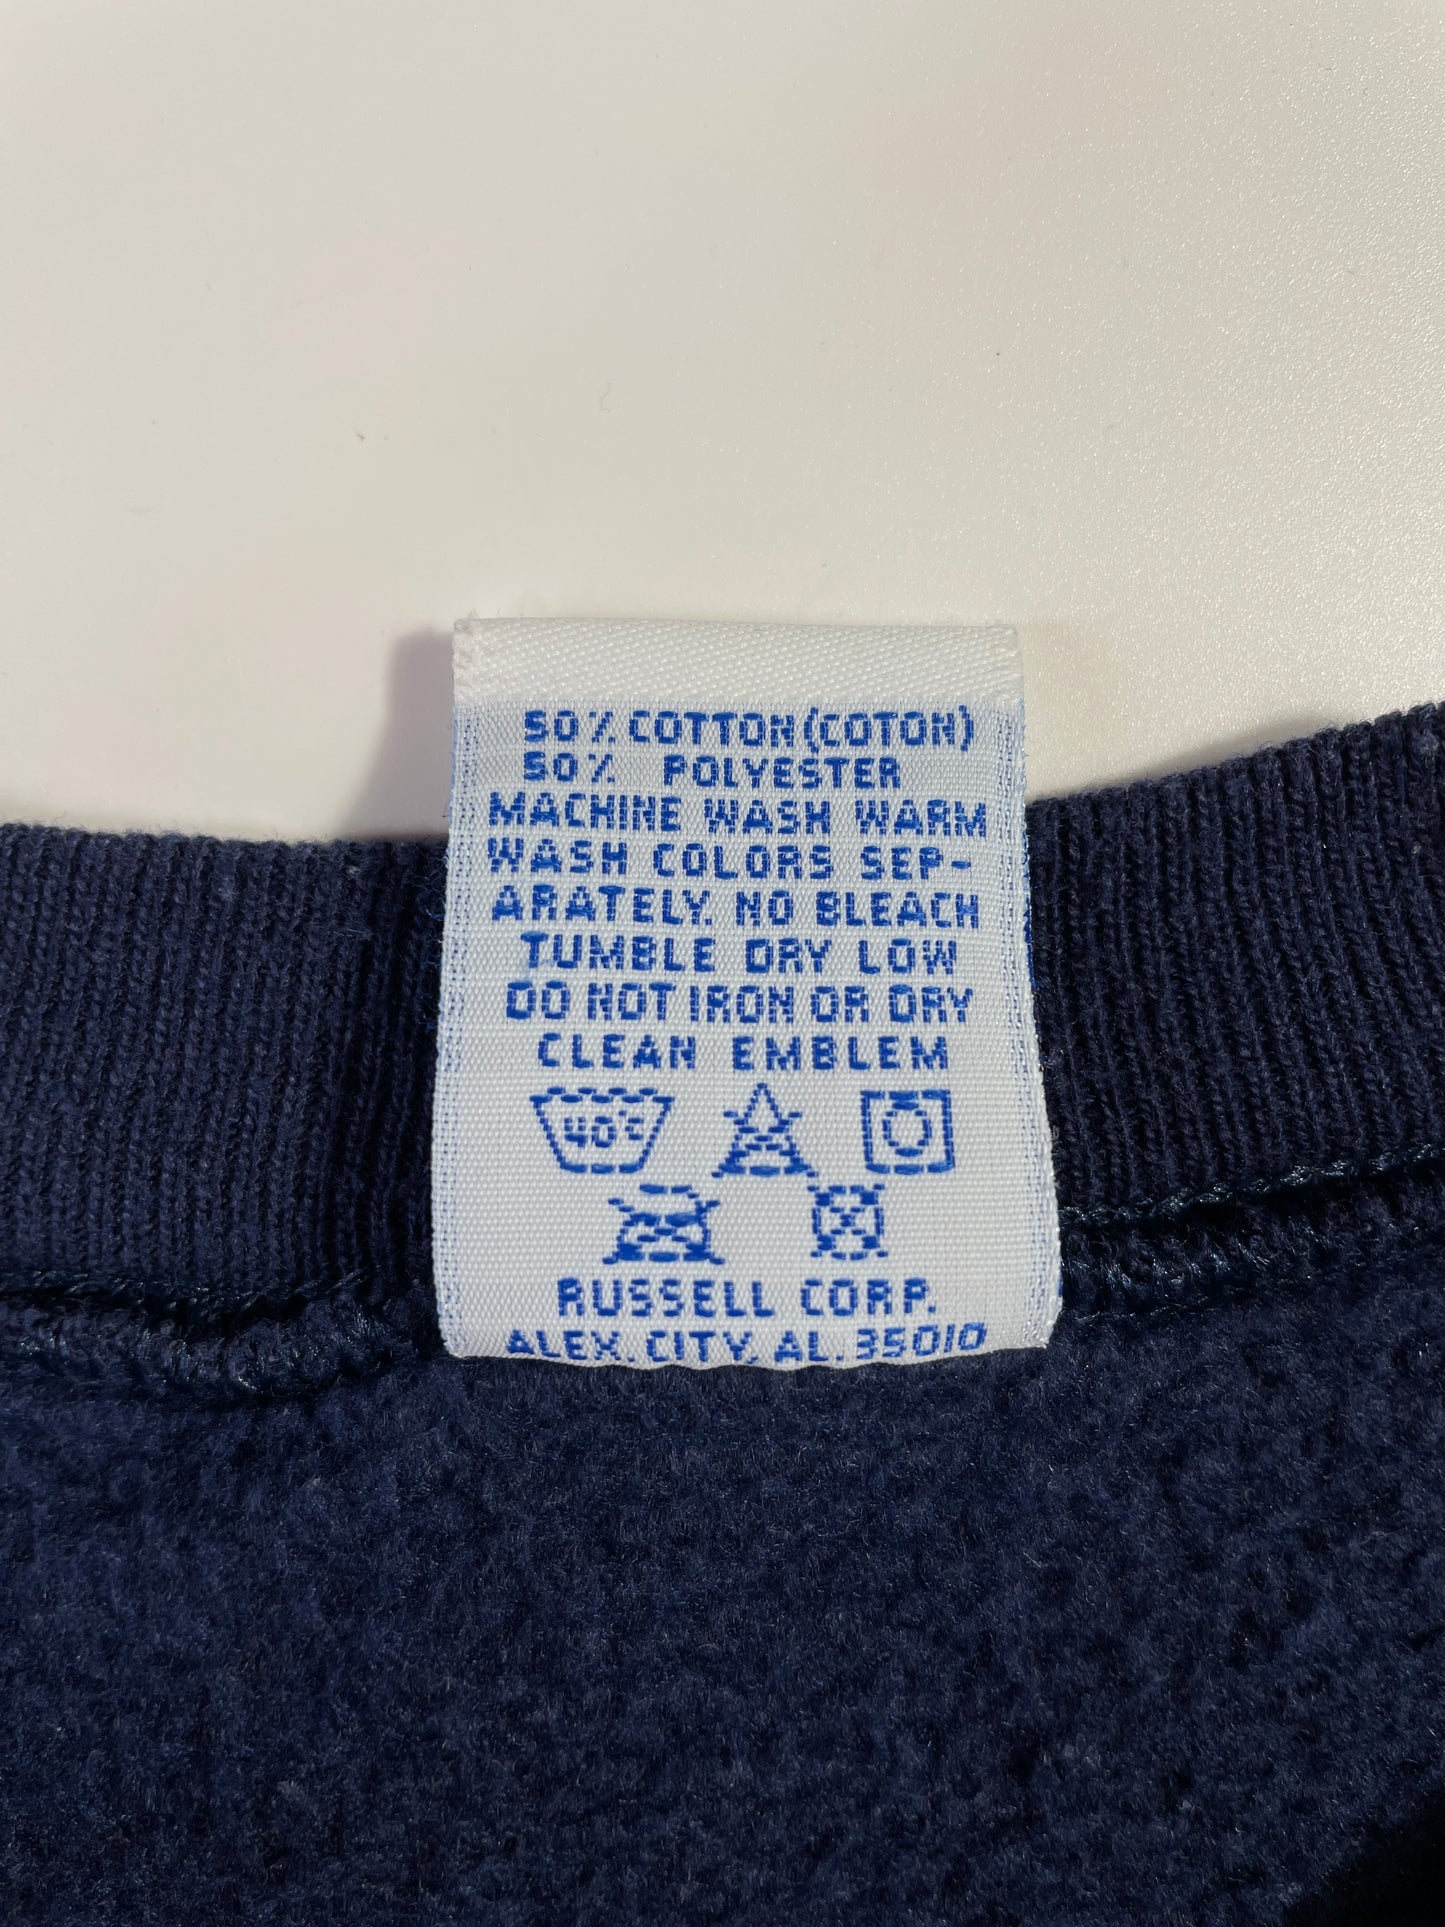 50% COTTON (COTON)
50% POLYESTER
MACHINE WASH WARM
WASH COLORS SEP-
ARATELY. NO BLEACH
TUMBLE DRY LOW
DO NOT IRON OR DRY
CLEAN EMBLEM
40°C
RUSSELL CORP.
ALEX. CITY, AL. 35010